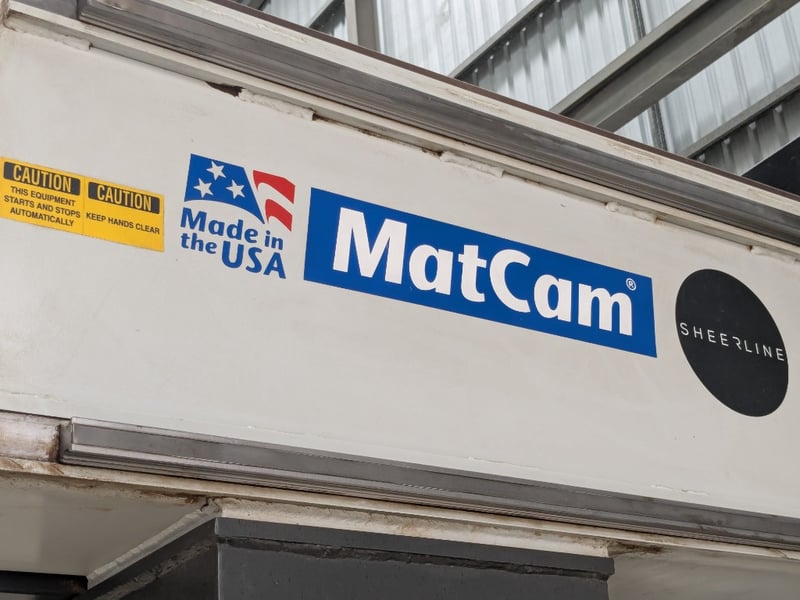 CAUTION
THIS EQUIPMENT
STARTS AND STOPS
AUTOMATICALLY
CAUTION
KEEP HANDS CLEAR
Made in
the USA
MatCam®
SHEERLINE